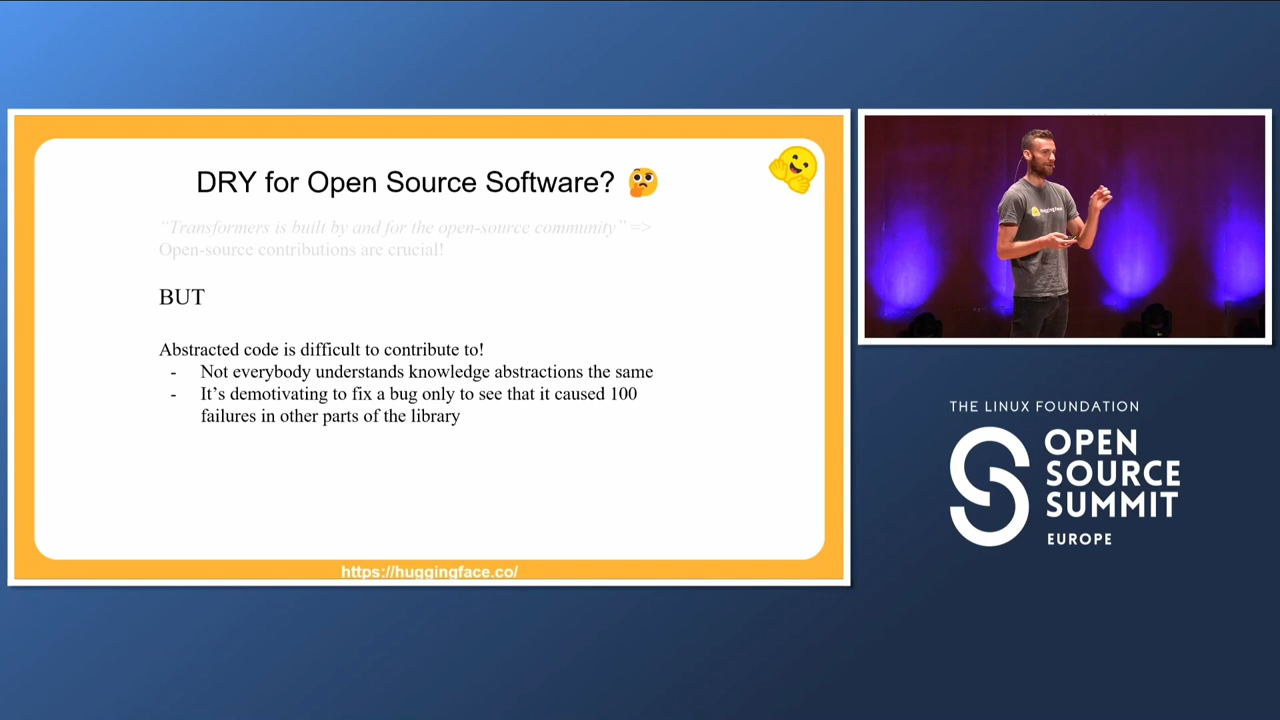 DRY for Open Source Software? 🤔
“Transformers is built by and for the open-source community” =>
Open-source contributions are crucial!
BUT
Abstracted code is difficult to contribute to!
- Not everybody understands knowledge abstractions the same
- It’s demotivating to fix a bug only to see that it caused 100
failures in other parts of the library
https://huggingface.co/
HuggingFace
THE LINUX FOUNDATION
OPEN
SOURCE
SUMMIT
EUROPE